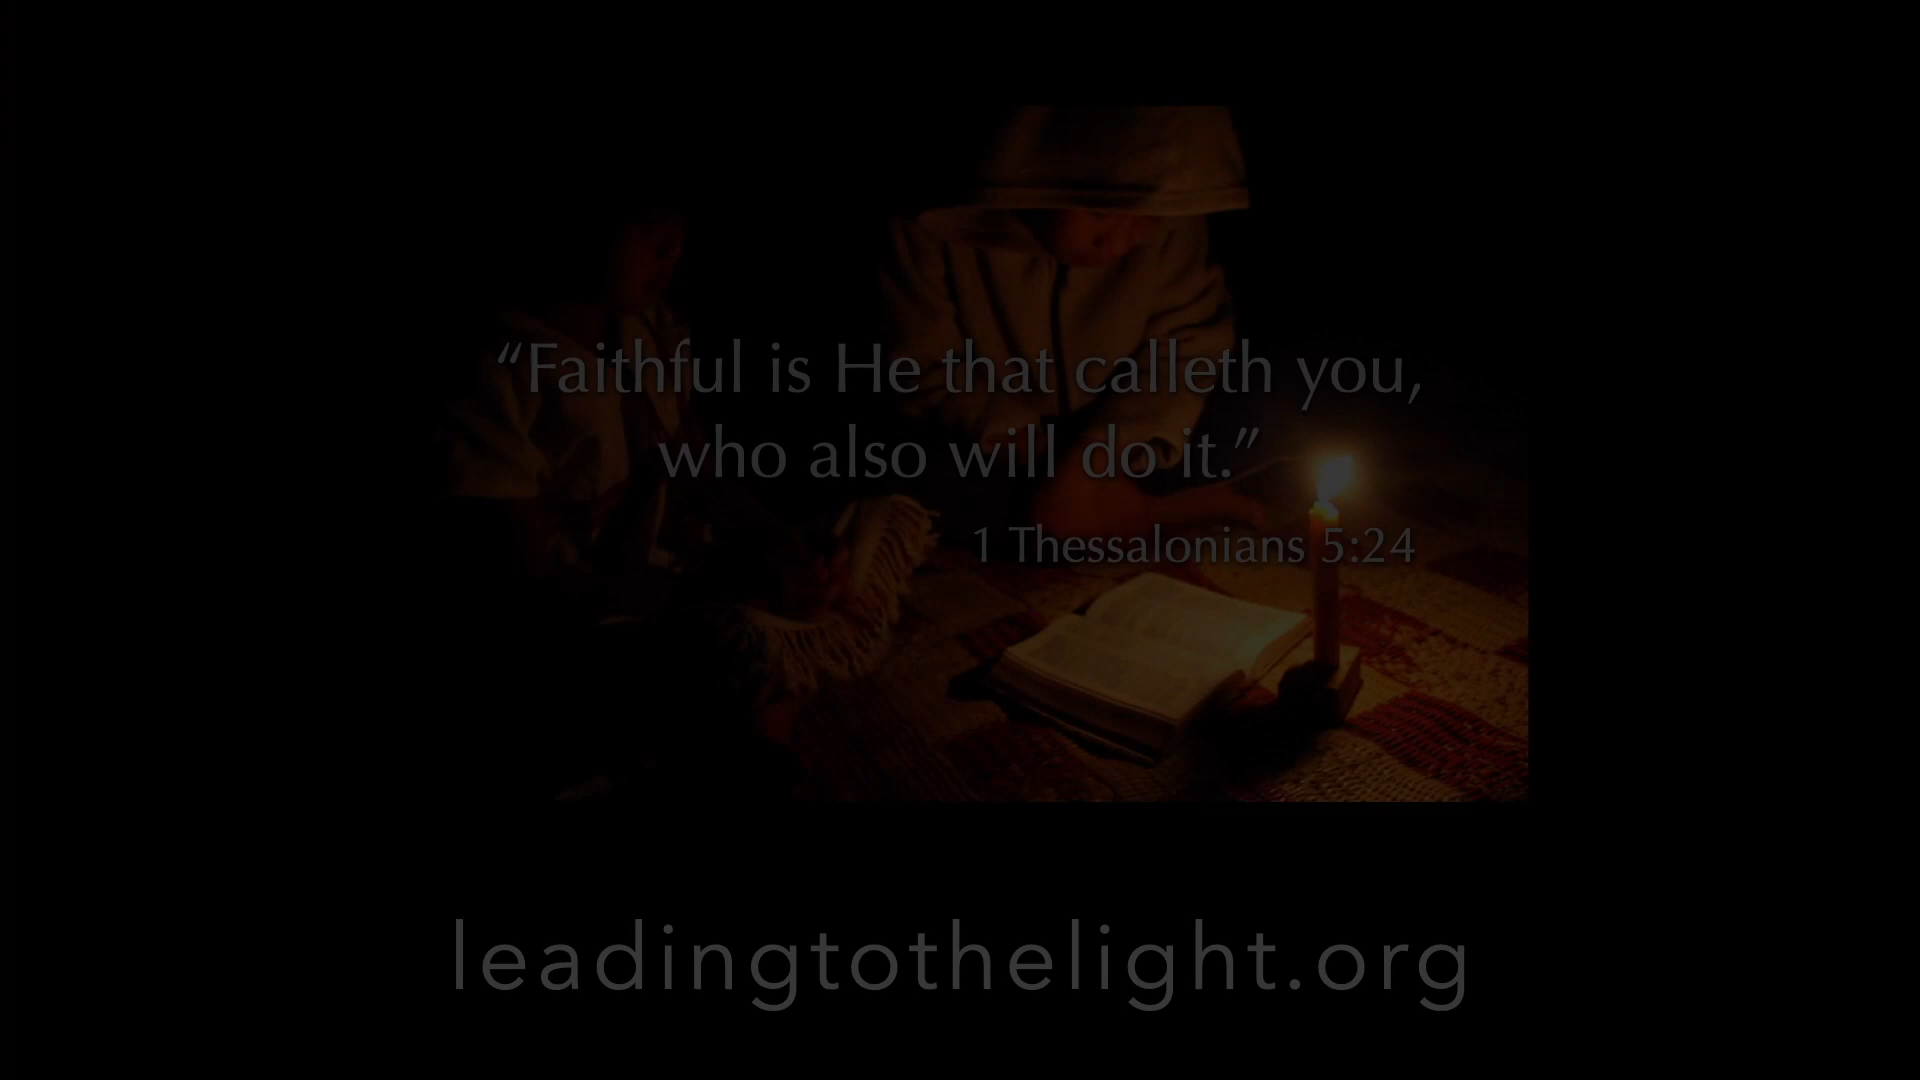 “Faithful is He that calleth you,
who also will do it.”
1 Thessalonians 5:24
leadingtothelight.org